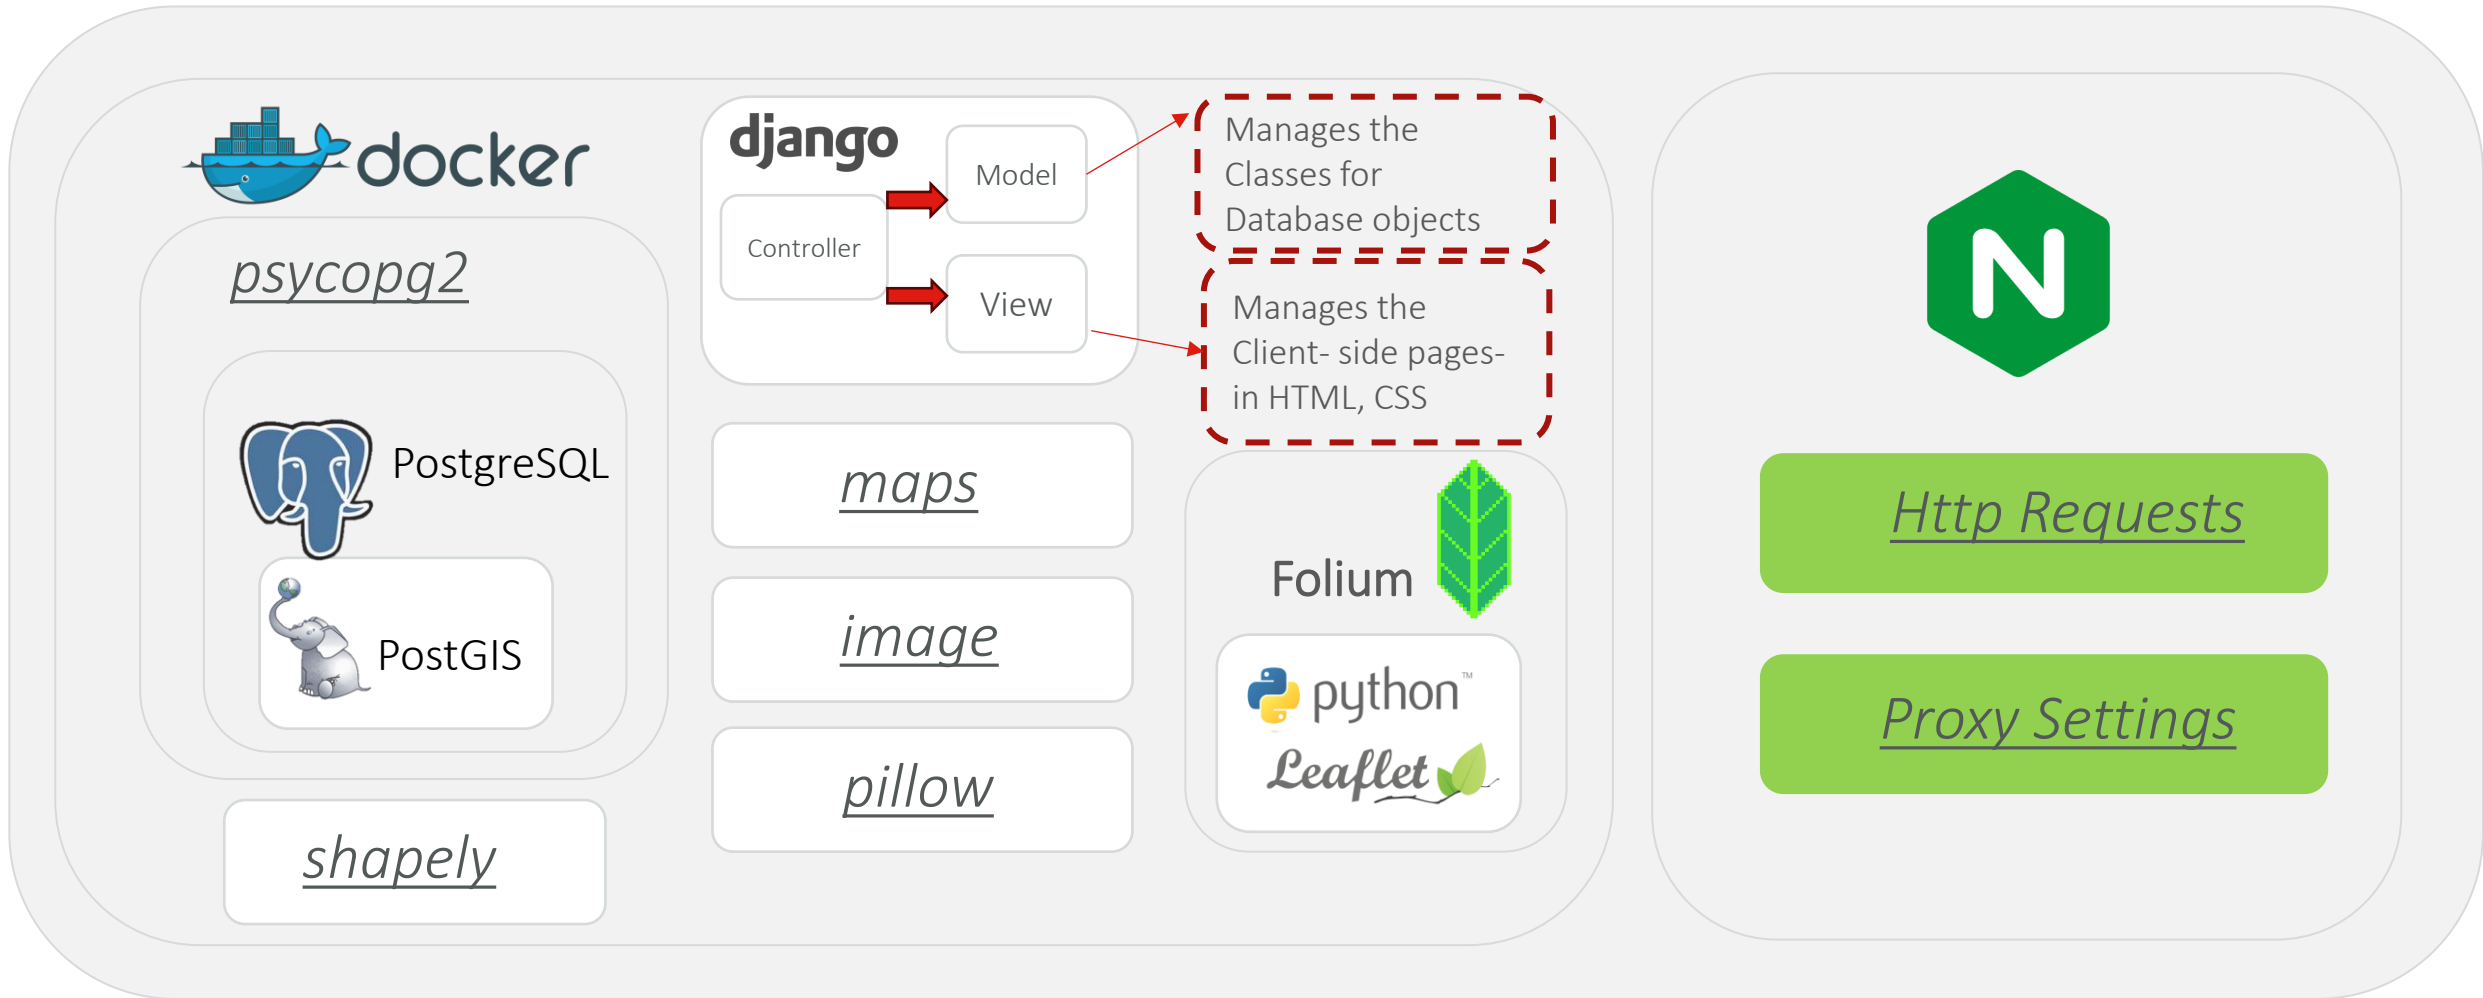 docker
psycopg2
PostgreSQL
PostGIS
shapely
django
Controller
Model
View
Manages the
Classes for
Database objects
Manages the
Client- side pages-
in HTML, CSS
maps
image
pillow
Folium
python™
Leaflet
N
Http Requests
Proxy Settings